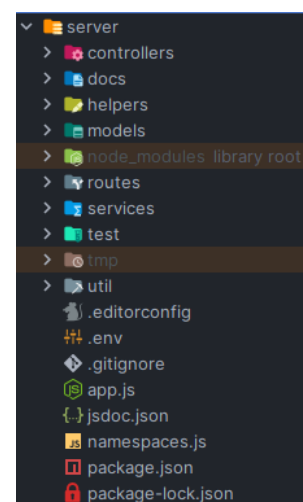 server
controllers
docs
helpers
models
node_modules library root
routes
services
test
tmp
util
.editorconfig
.env
.gitignore
app.js
jsdoc.json
namespaces.js
package.json
package-lock.json